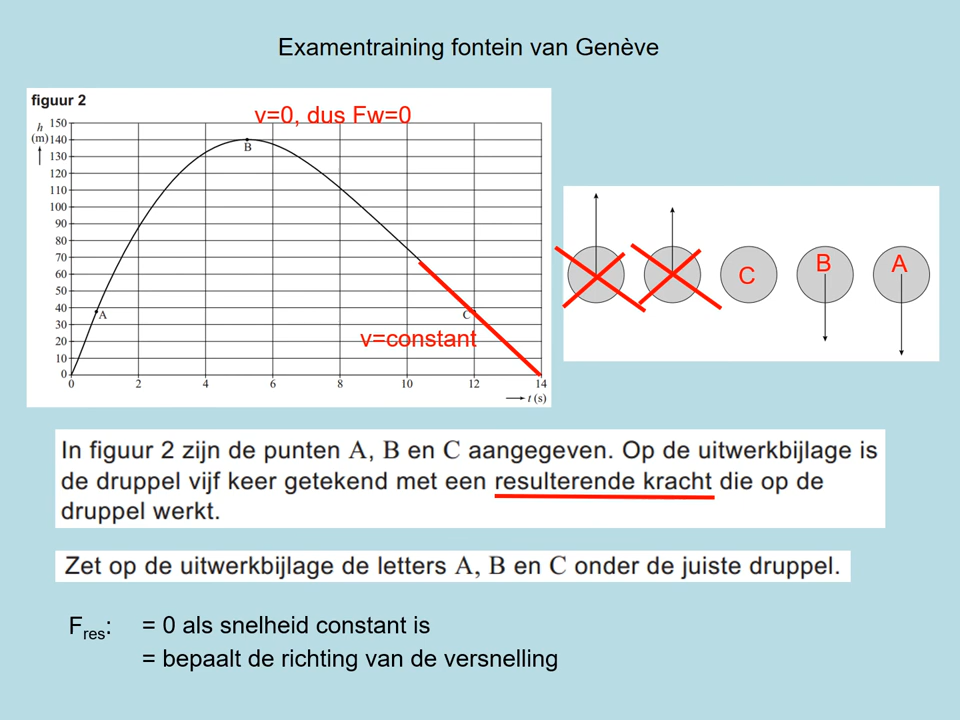 Examentraining fontein van Genève
figuur 2
v=0, dus Fw=0
h
(m)
150
140
130
120
110
100
90
80
70
60
50
40
30
20
10
0
0 2 4 6 8 10 12 14
t (s)
A
B
C
v=constant
C B A
In figuur 2 zijn de punten A, B en C aangegeven. Op de uitwerkbijlage is
de druppel vijf keer getekend met een resulterende kracht die op de
druppel werkt.
Zet op de uitwerkbijlage de letters A, B en C onder de juiste druppel.
Fres: = 0 als snelheid constant is
= bepaalt de richting van de versnelling